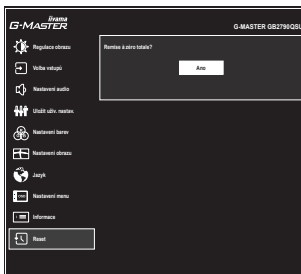 iiyama
G-MASTER
G-MASTER GB2790QSU
Regulace obrazu
Volba vstupů
Nastavení audio
Uložit uživ. nastav.
Nastavení barev
Nastavení obrazu
Jazyk
OSD
Nastavení menu
Informace
Reset
Remise à zéro totale?
Ano